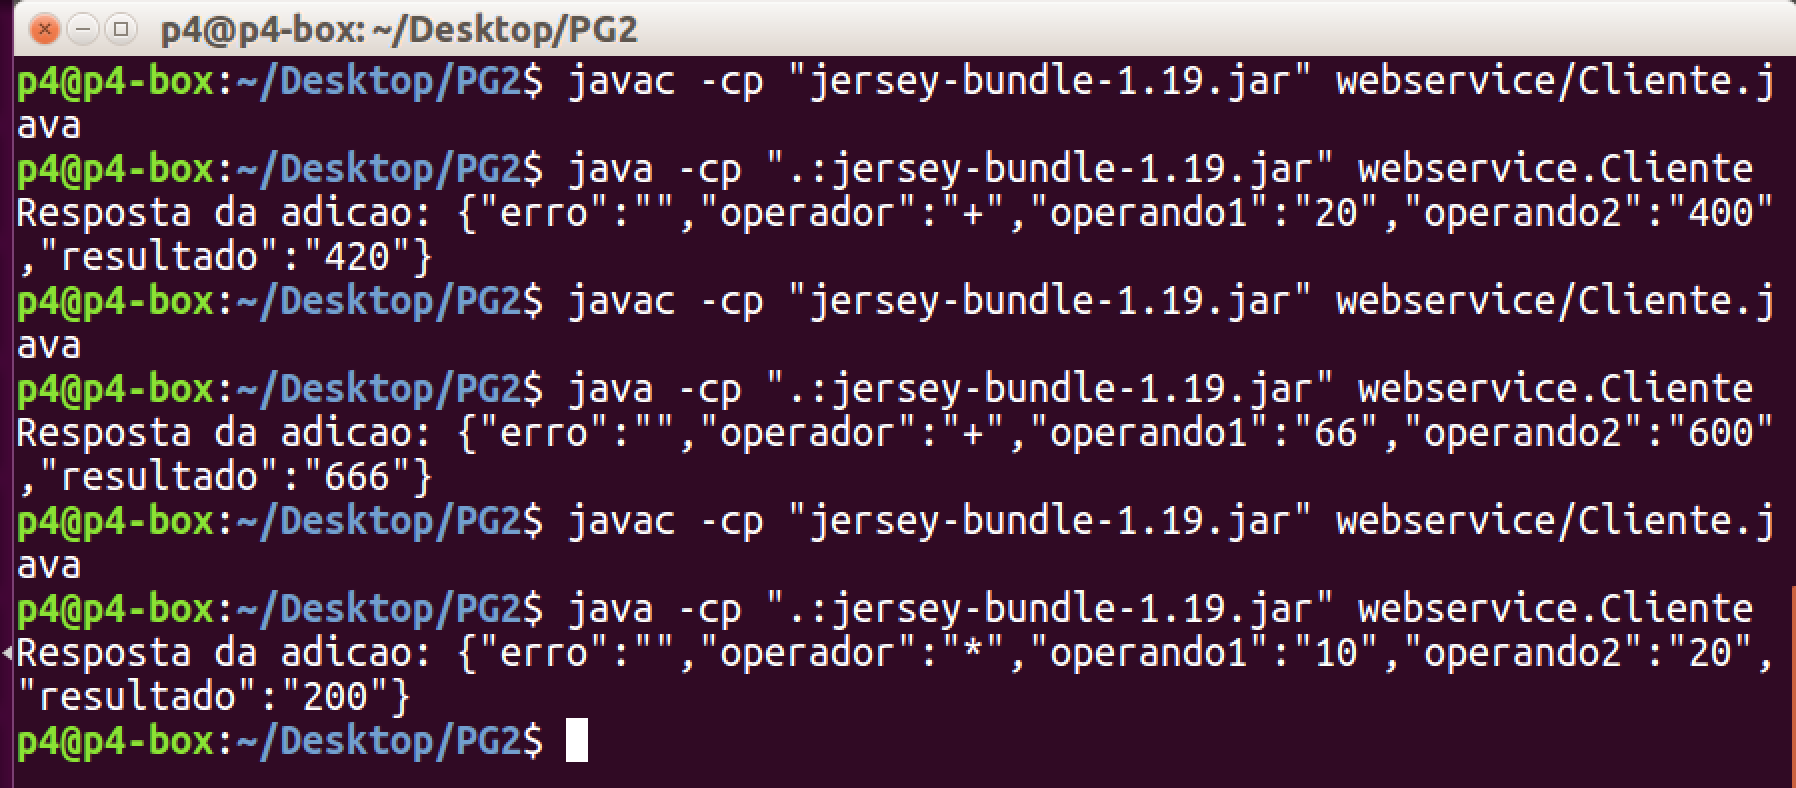 p4@p4-box: ~/Desktop/PG2
p4@p4-box:~/Desktop/PG2$ javac -cp "jersey-bundle-1.19.jar" webservice/Cliente.j
ava
p4@p4-box:~/Desktop/PG2$ java -cp ".:jersey-bundle-1.19.jar" webservice.Cliente
Resposta da adicao: {"erro":"","operador":"+","operando1":"20","operando2":"400"
,"resultado":"420"}
p4@p4-box:~/Desktop/PG2$ javac -cp "jersey-bundle-1.19.jar" webservice/Cliente.j
ava
p4@p4-box:~/Desktop/PG2$ java -cp ".:jersey-bundle-1.19.jar" webservice.Cliente
Resposta da adicao: {"erro":"","operador":"+","operando1":"66","operando2":"600"
,"resultado":"666"}
p4@p4-box:~/Desktop/PG2$ javac -cp "jersey-bundle-1.19.jar" webservice/Cliente.j
ava
p4@p4-box:~/Desktop/PG2$ java -cp ".:jersey-bundle-1.19.jar" webservice.Cliente
Resposta da adicao: {"erro":"","operador":"*","operando1":"10","operando2":"20",
"resultado":"200"}
p4@p4-box:~/Desktop/PG2$